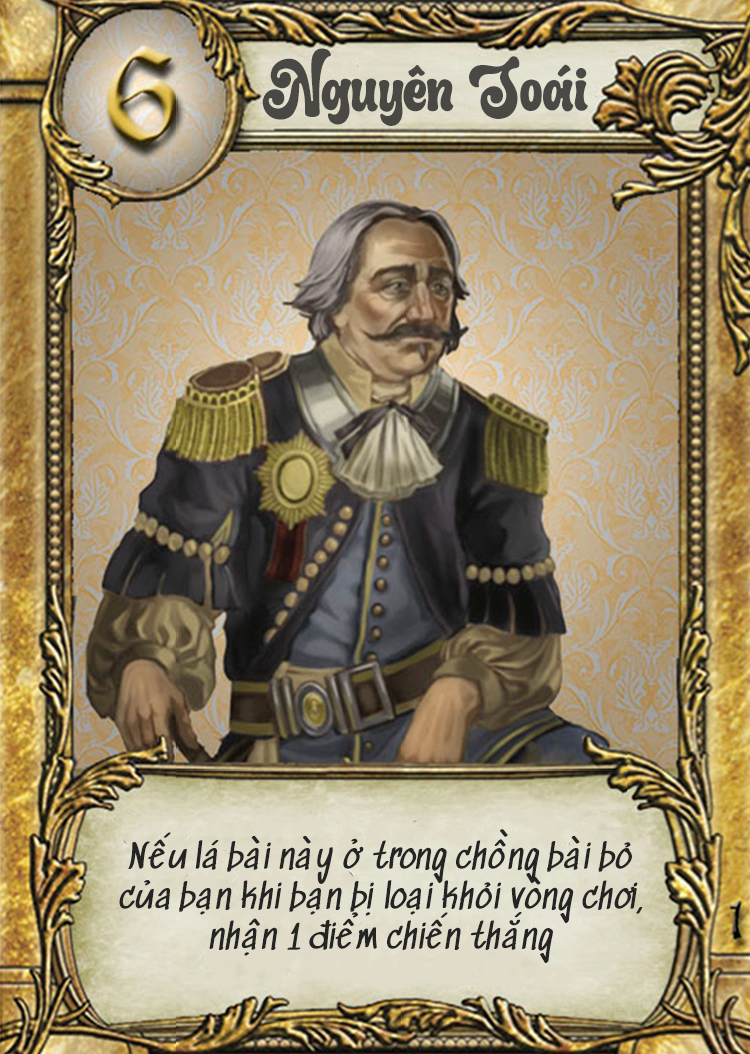 6
Nguyên Soái
Nếu lá bài này ở trong chồng bài bỏ
của bạn khi bạn bị loại khỏi vòng chơi,
nhận 1 điểm chiến thắng
1